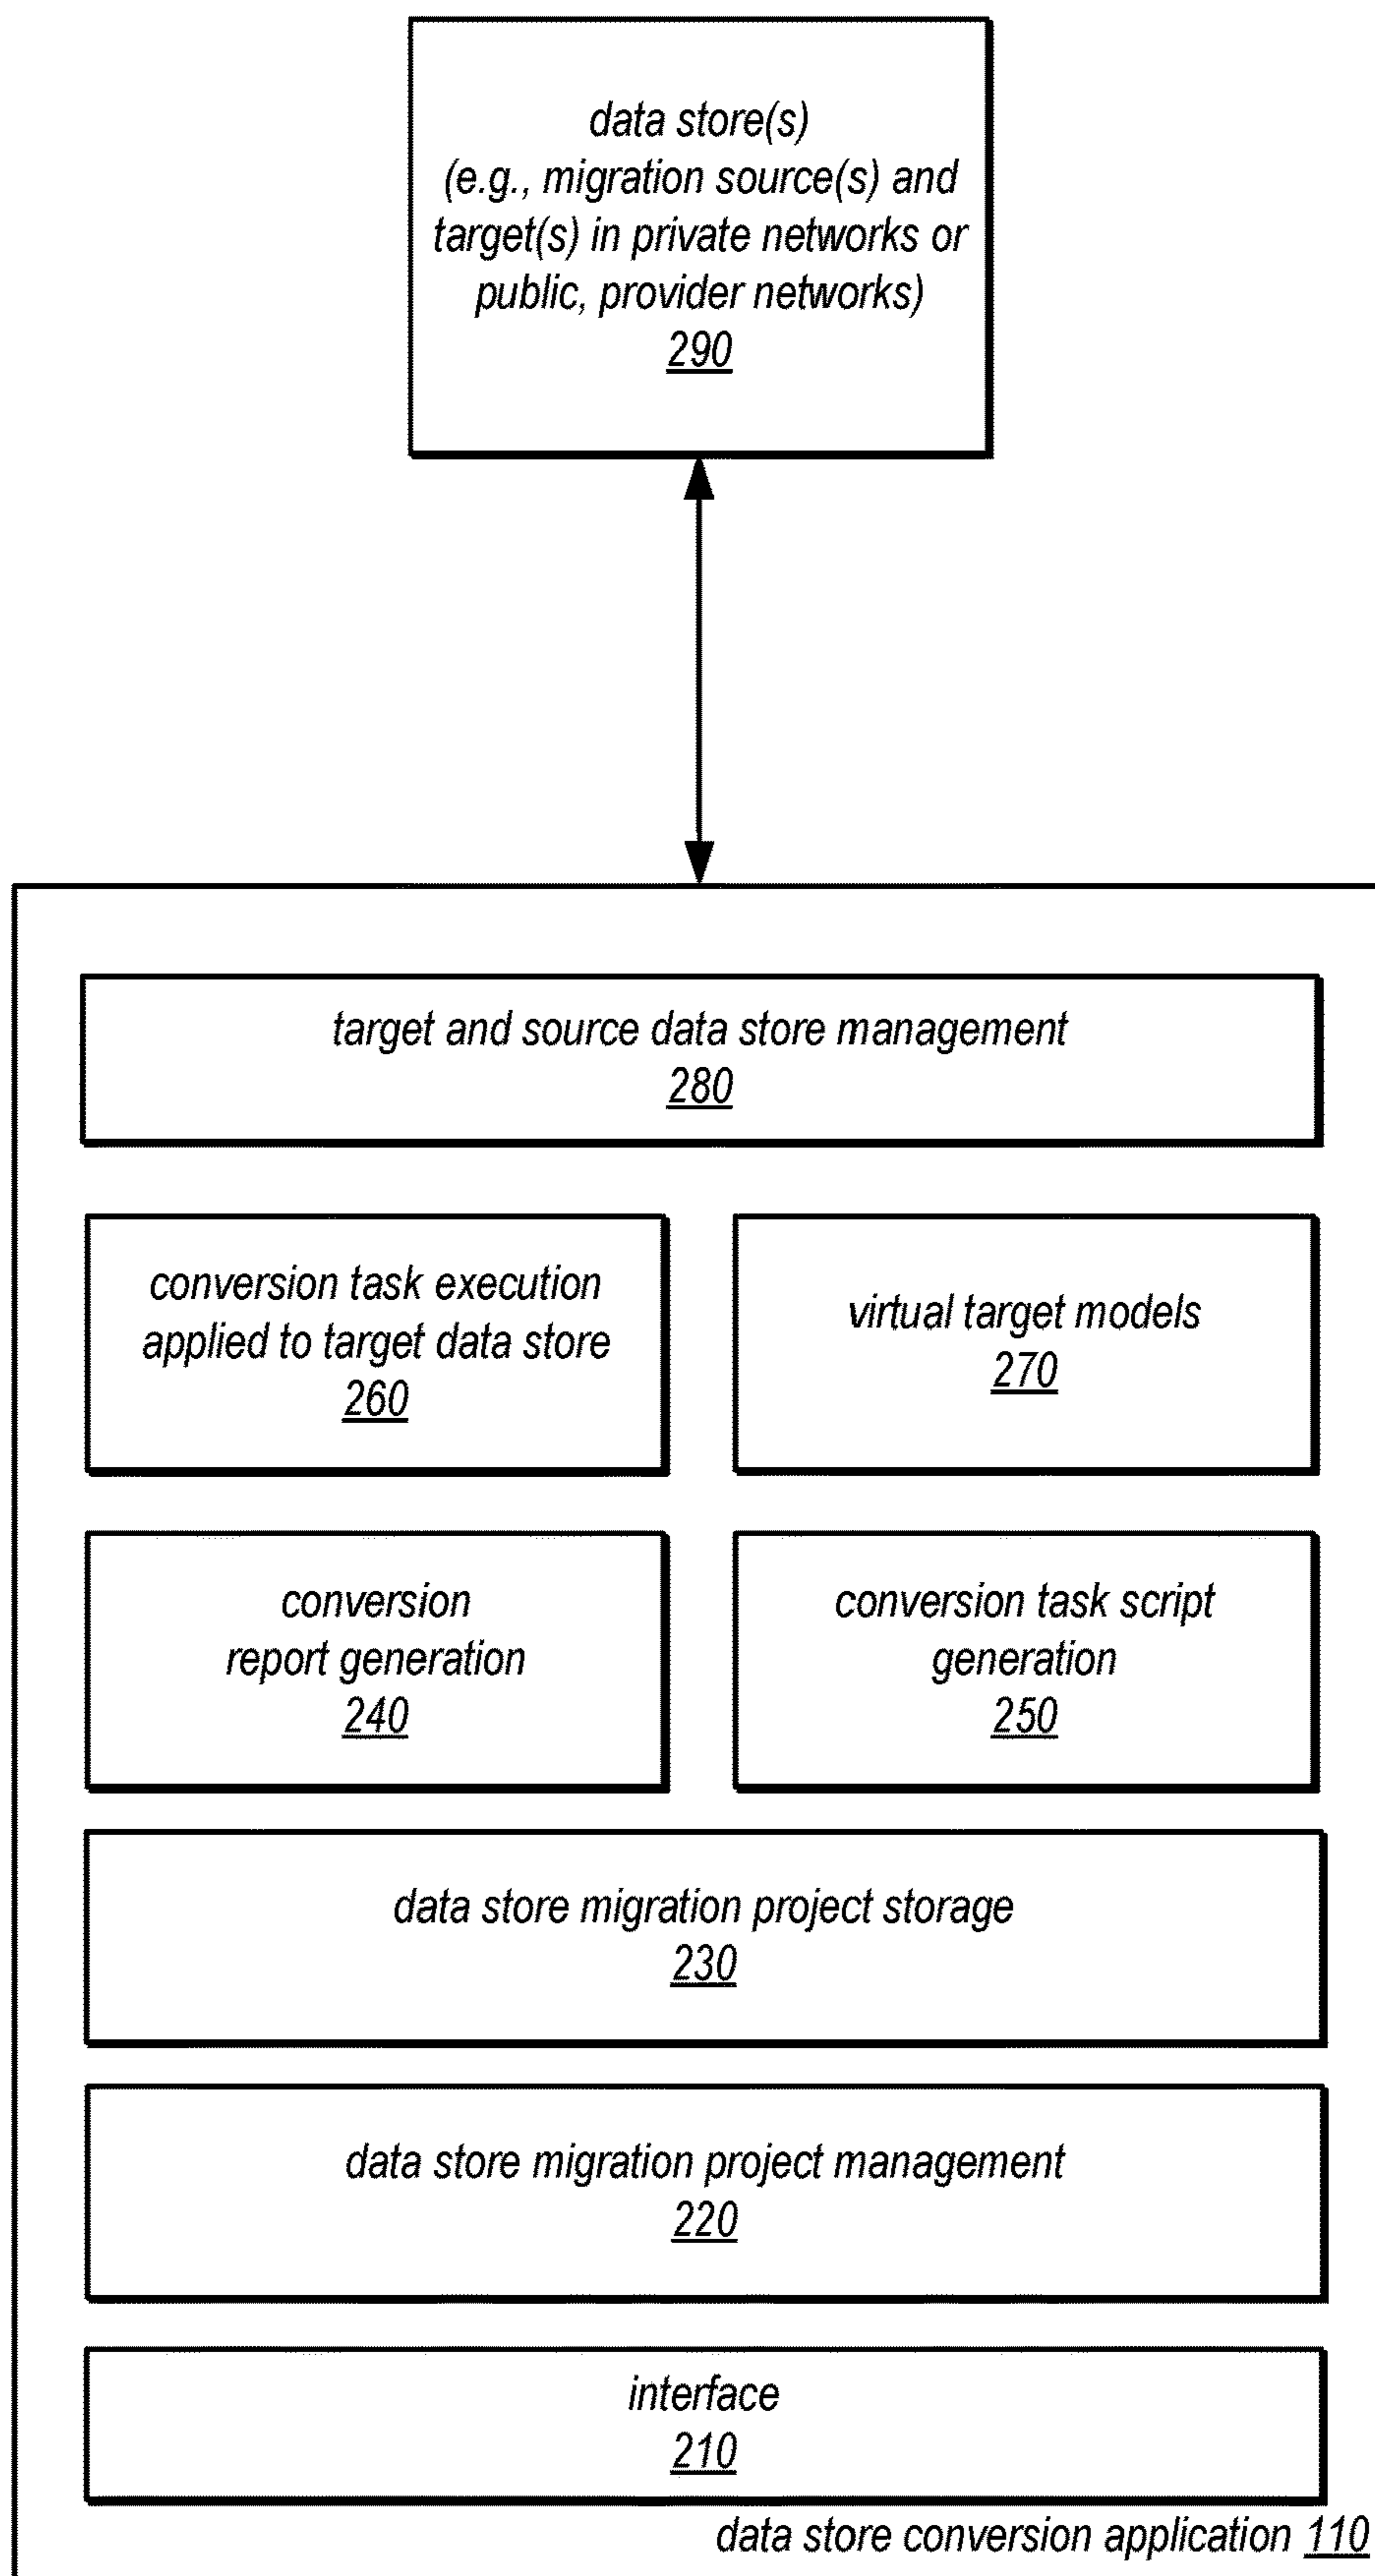 data store(s)
(e.g., migration source(s) and
target(s) in private networks or
public, provider networks)
290
target and source data store management
280
conversion task execution
applied to target data store
260
virtual target models
270
conversion
report generation
240
conversion task script
generation
250
data store migration project storage
230
data store migration project management
220
interface
210
data store conversion application 110